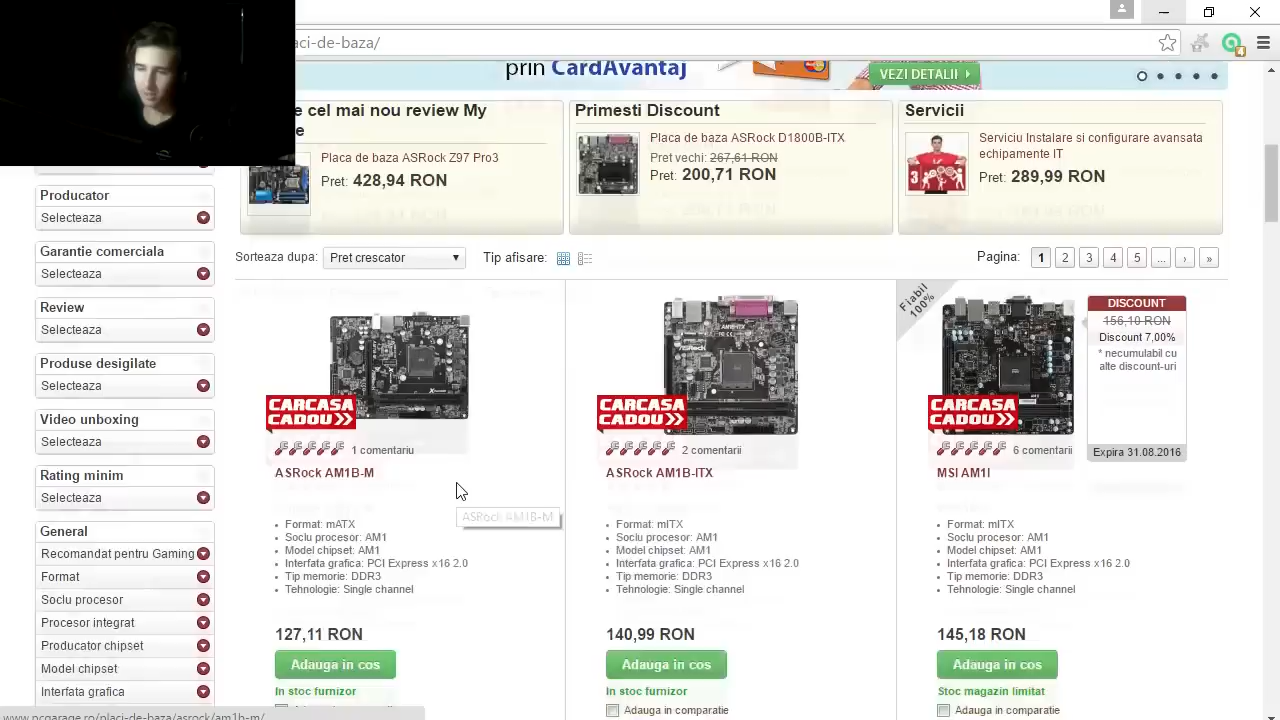 aci-de-baza/
4
prin CardAvantaj
VEZI DETALII
e cel mai nou review My
e
Placa de baza ASRock Z97 Pro3
Pret: 428,94 RON
Primesti Discount
Placa de baza ASRock D1800B-ITX
Pret vechi: 267,61 RON
Pret: 200,71 RON
Servicii
Serviciu Instalare si configurare avansata
echipamente IT
Pret: 289,99 RON
3
Producator
Selecteaza
Garantie comerciala
Selecteaza
Review
Selecteaza
Produse desigilate
Selecteaza
Video unboxing
Selecteaza
Rating minim
Selecteaza
General
Recomandat pentru Gaming
Format
Soclu procesor
Procesor integrat
Producator chipset
Model chipset
Interfata grafica
Sorteaza dupa: Pret crescator Tip afisare:
Pagina: 1 2 3 4 5 ... › »
CARCASA
CADOU
1 comentariu
ASRock AM1B-M
ASRock AM1B-M
• Format: mATX
• Soclu procesor: AM1
• Model chipset: AM1
• Interfata grafica: PCI Express x16 2.0
• Tip memorie: DDR3
• Tehnologie: Single channel
127,11 RON
Adauga in cos
In stoc furnizor
CARCASA
CADOU
2 comentarii
ASRock AM1B-ITX
• Format: mITX
• Soclu procesor: AM1
• Model chipset: AM1
• Interfata grafica: PCI Express x16 2.0
• Tip memorie: DDR3
• Tehnologie: Single channel
140,99 RON
Adauga in cos
In stoc furnizor
Adauga in comparatie
Fiabil
100%
DISCOUNT
156,10 RON
Discount 7,00%
* necumulabil cu
alte discount-uri
Expira 31.08.2016
CARCASA
CADOU
6 comentarii
MSI AM1I
• Format: mITX
• Soclu procesor: AM1
• Model chipset: AM1
• Interfata grafica: PCI Express x16 2.0
• Tip memorie: DDR3
• Tehnologie: Single channel
145,18 RON
Adauga in cos
Stoc magazin limitat
Adauga in comparatie
www.pcgarage.ro/placi-de-baza/asrock/am1b-m/